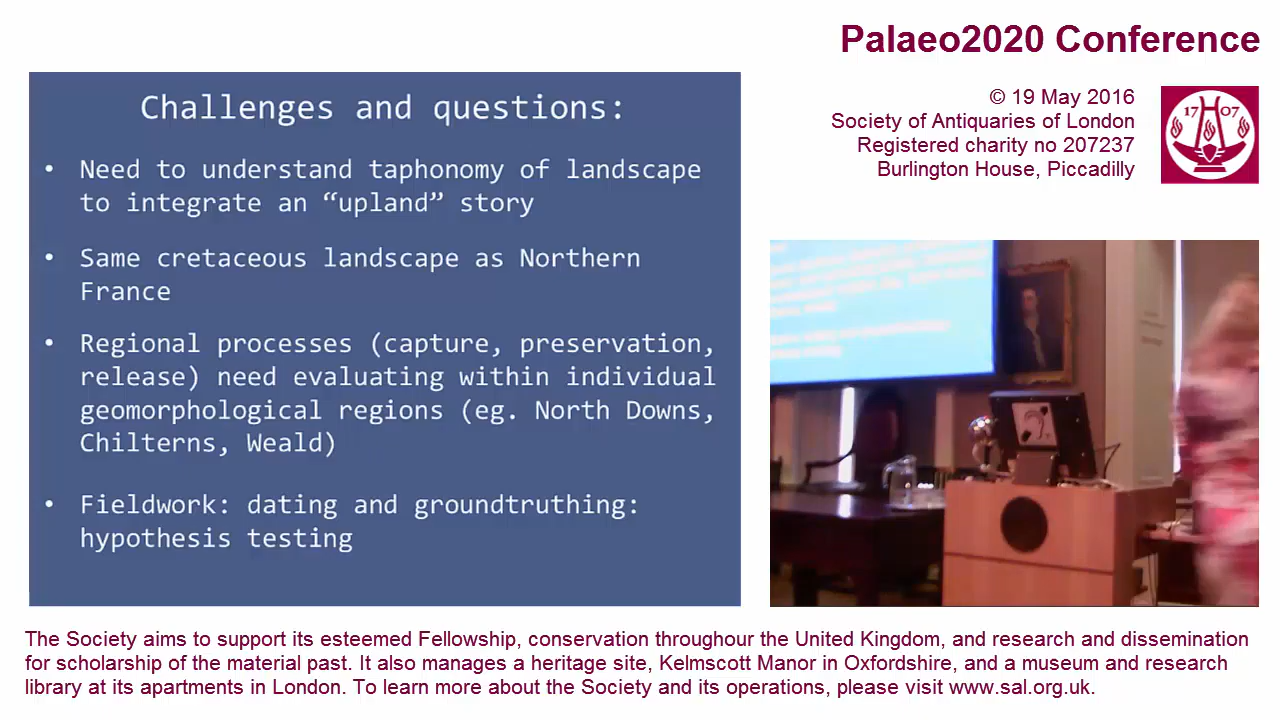 Palaeo2020 Conference
© 19 May 2016
Society of Antiquaries of London
Registered charity no 207237
Burlington House, Piccadilly
17 07
Challenges and questions:
• Need to understand taphonomy of landscape
to integrate an “upland” story
• Same cretaceous landscape as Northern
France
• Regional processes (capture, preservation,
release) need evaluating within individual
geomorphological regions (eg. North Downs,
Chilterns, Weald)
• Fieldwork: dating and groundtruthing:
hypothesis testing
The Society aims to support its esteemed Fellowship, conservation throughour the United Kingdom, and research and dissemination
for scholarship of the material past. It also manages a heritage site, Kelmscott Manor in Oxfordshire, and a museum and research
library at its apartments in London. To learn more about the Society and its operations, please visit www.sal.org.uk.